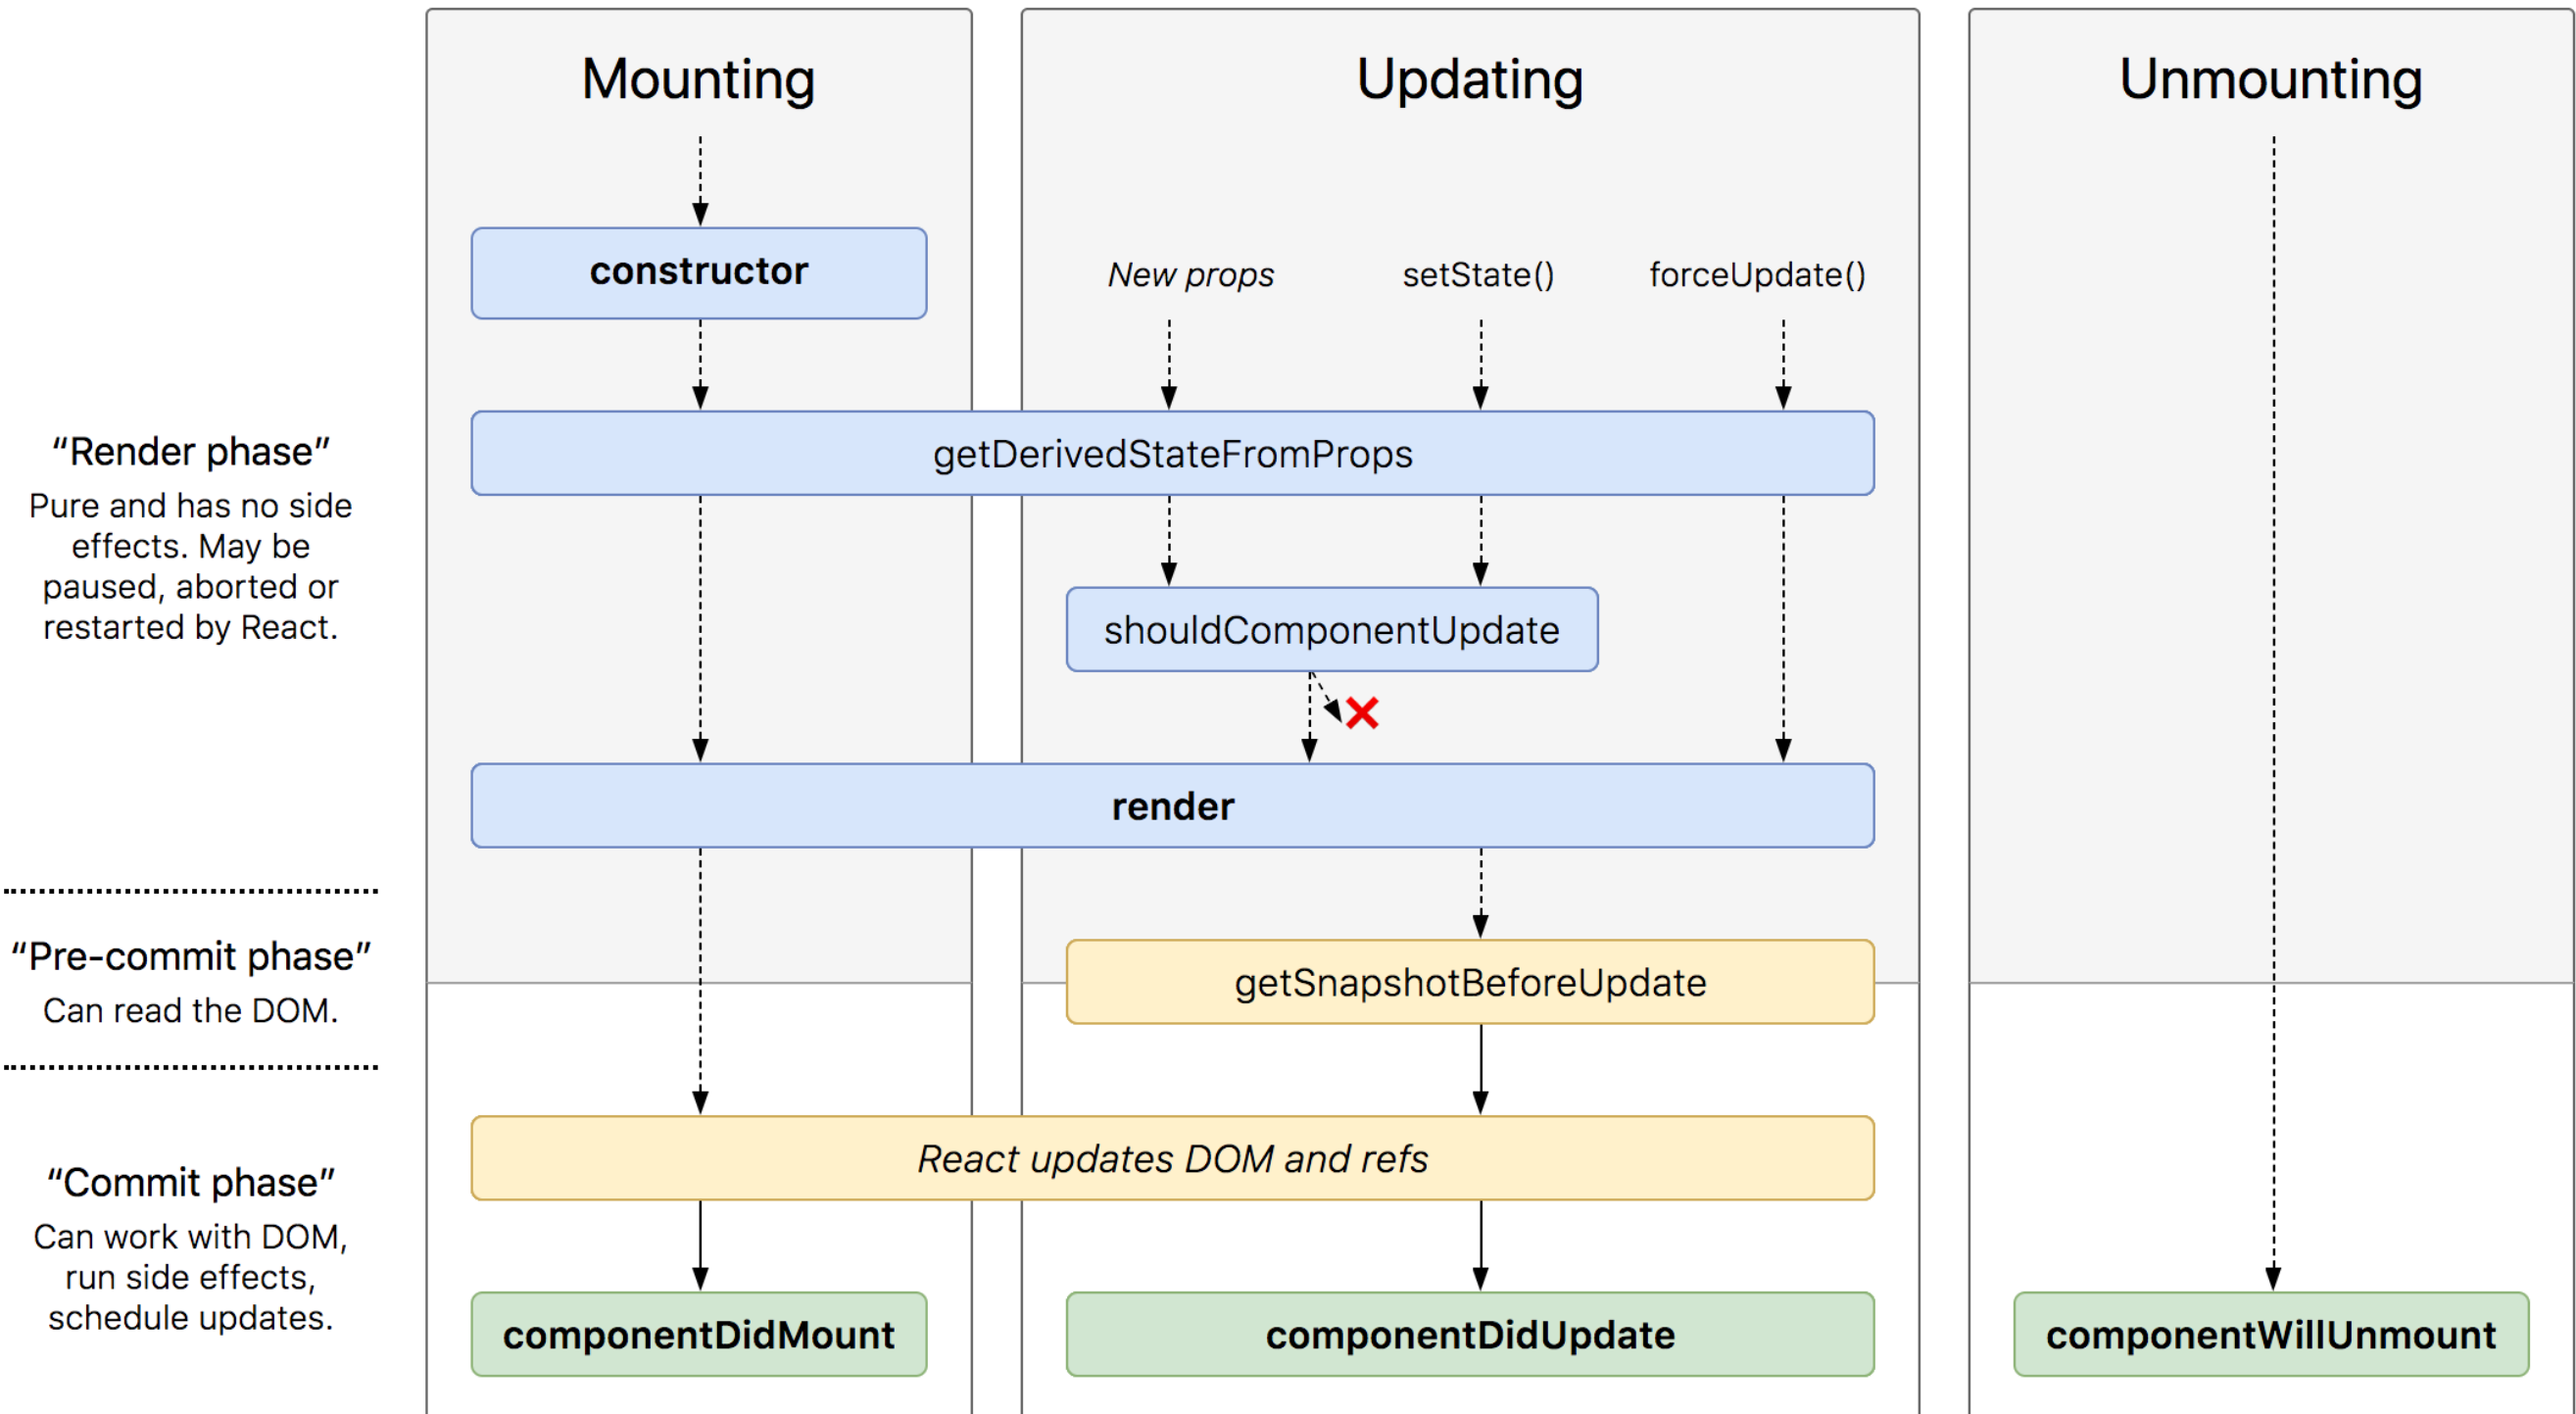 Mounting
Updating
Unmounting
constructor
New props
setState()
forceUpdate()
“Render phase”
Pure and has no side
effects. May be
paused, aborted or
restarted by React.
getDerivedStateFromProps
shouldComponentUpdate
render
“Pre-commit phase”
Can read the DOM.
getSnapshotBeforeUpdate
“Commit phase”
Can work with DOM,
run side effects,
schedule updates.
React updates DOM and refs
componentDidMount
componentDidUpdate
componentWillUnmount